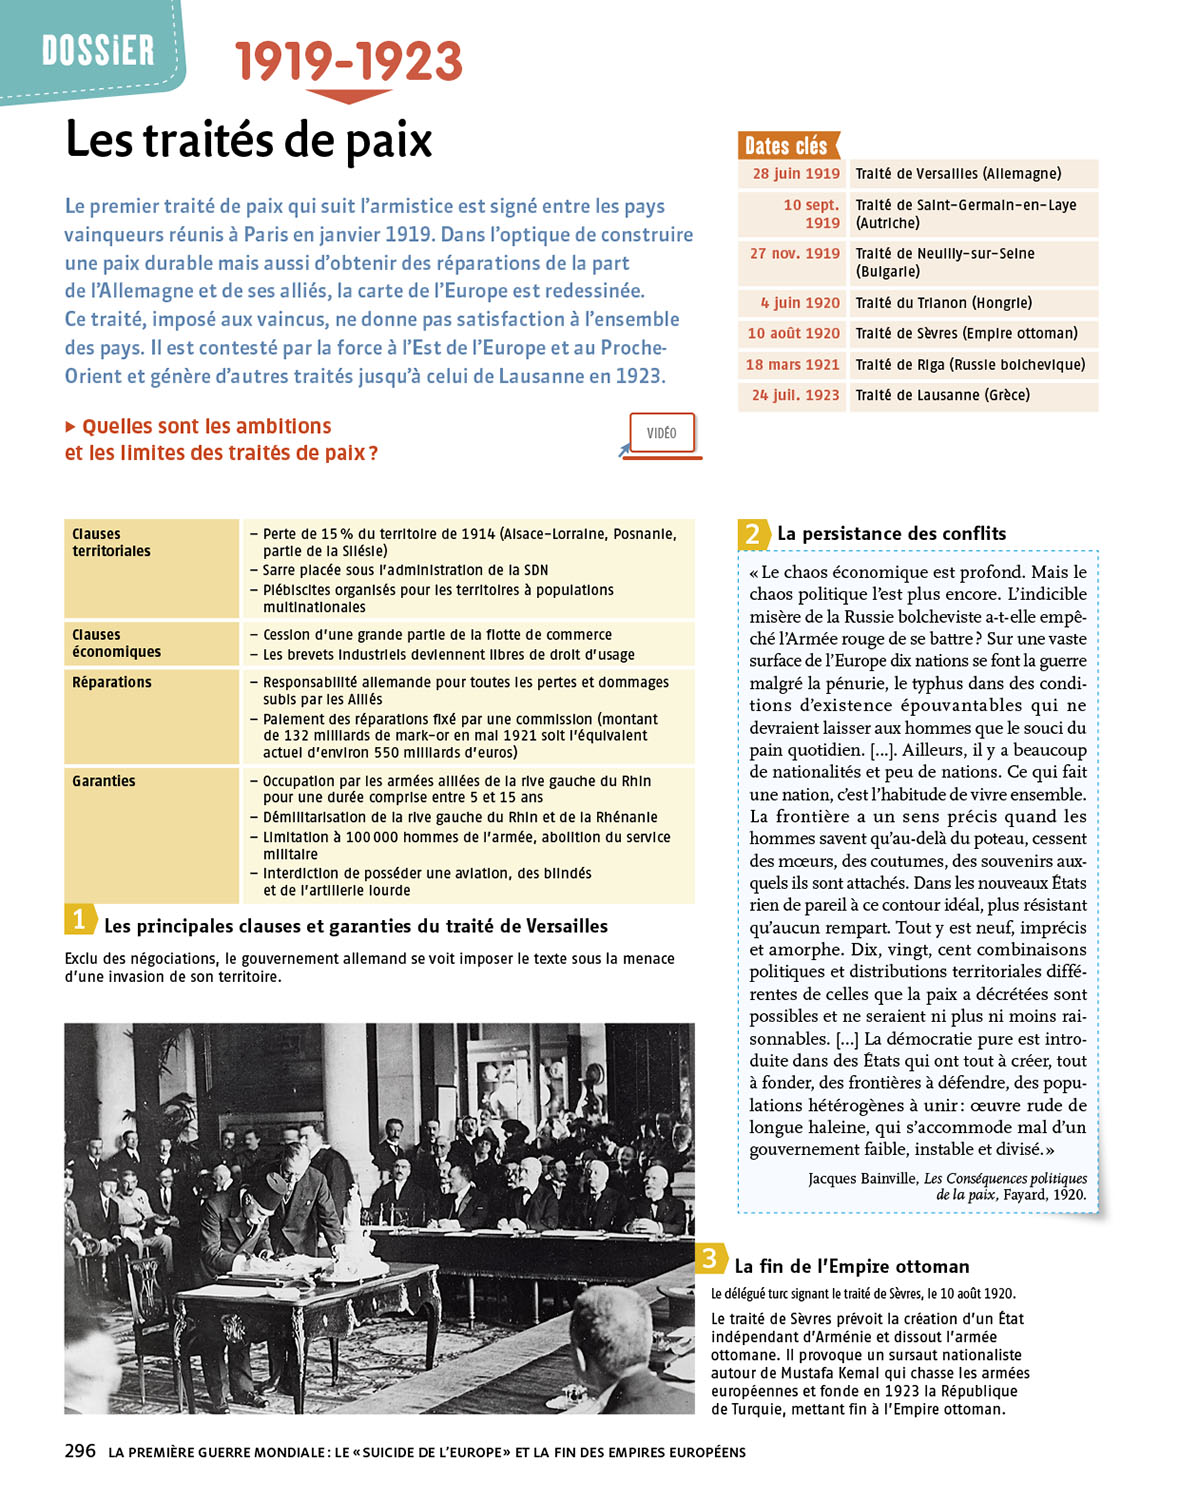 DOSSiER
1919-1923
Les traités de paix
Le premier traité de paix qui suit l'armistice est signé entre les pays
vainqueurs réunis à Paris en janvier 1919. Dans l'optique de construire
une paix durable mais aussi d'obtenir des réparations de la part
de l'Allemagne et de ses alliés, la carte de l'Europe est redessinée.
Ce traité, imposé aux vaincus, ne donne pas satisfaction à l'ensemble
des pays. Il est contesté par la force à l'Est de l'Europe et au Proche-
Orient et génère d'autres traités jusqu'à celui de Lausanne en 1923.
▸ Quelles sont les ambitions
et les limites des traités de paix ?
VIDÉO
Dates clés
28 juin 1919 Traité de Versailles (Allemagne)
10 sept. Traité de Saint-Germain-en-Laye
1919 (Autriche)
27 nov. 1919 Traité de Neuilly-sur-Seine
(Bulgarie)
4 juin 1920 Traité du Trianon (Hongrie)
10 août 1920 Traité de Sèvres (Empire ottoman)
18 mars 1921 Traité de Riga (Russie bolchevique)
24 juil. 1923 Traité de Lausanne (Grèce)
Clauses
territoriales
– Perte de 15 % du territoire de 1914 (Alsace-Lorraine, Posnanie,
partie de la Silésie)
– Sarre placée sous l'administration de la SDN
– Plébiscites organisés pour les territoires à populations
multinationales
Clauses
économiques
– Cession d'une grande partie de la flotte de commerce
– Les brevets industriels deviennent libres de droit d'usage
Réparations
– Responsabilité allemande pour toutes les pertes et dommages
subis par les Alliés
– Paiement des réparations fixé par une commission (montant
de 132 milliards de mark-or en mai 1921 soit l'équivalent
actuel d'environ 550 milliards d'euros)
Garanties
– Occupation par les armées alliées de la rive gauche du Rhin
pour une durée comprise entre 5 et 15 ans
– Démilitarisation de la rive gauche du Rhin et de la Rhénanie
– Limitation à 100 000 hommes de l'armée, abolition du service
militaire
– Interdiction de posséder une aviation, des blindés
et de l'artillerie lourde
1 Les principales clauses et garanties du traité de Versailles
Exclu des négociations, le gouvernement allemand se voit imposer le texte sous la menace
d'une invasion de son territoire.
2 La persistance des conflits
« Le chaos économique est profond. Mais le
chaos politique l'est plus encore. L'indicible
misère de la Russie bolcheviste a-t-elle empê-
ché l'Armée rouge de se battre ? Sur une vaste
surface de l'Europe dix nations se font la guerre
malgré la pénurie, le typhus dans des condi-
tions d'existence épouvantables qui ne
devraient laisser aux hommes que le souci du
pain quotidien. [...]. Ailleurs, il y a beaucoup
de nationalités et peu de nations. Ce qui fait
une nation, c'est l'habitude de vivre ensemble.
La frontière a un sens précis quand les
hommes savent qu'au-delà du poteau, cessent
des mœurs, des coutumes, des souvenirs aux-
quels ils sont attachés. Dans les nouveaux États
rien de pareil à ce contour idéal, plus résistant
qu'aucun rempart. Tout y est neuf, imprécis
et amorphe. Dix, vingt, cent combinaisons
politiques et distributions territoriales diffé-
rentes de celles que la paix a décrétées sont
possibles et ne seraient ni plus ni moins rai-
sonnables. [...] La démocratie pure est intro-
duite dans des États qui ont tout à créer, tout
à fonder, des frontières à défendre, des popu-
lations hétérogènes à unir : œuvre rude de
longue haleine, qui s'accommode mal d'un
gouvernement faible, instable et divisé. »
Jacques Bainville, Les Conséquences politiques
de la paix, Fayard, 1920.
3 La fin de l'Empire ottoman
Le délégué turc signant le traité de Sèvres, le 10 août 1920.
Le traité de Sèvres prévoit la création d'un État
indépendant d'Arménie et dissout l'armée
ottomane. Il provoque un sursaut nationaliste
autour de Mustafa Kemal qui chasse les armées
européennes et fonde en 1923 la République
de Turquie, mettant fin à l'Empire ottoman.
296 LA PREMIÈRE GUERRE MONDIALE : LE « SUICIDE DE L'EUROPE » ET LA FIN DES EMPIRES EUROPÉENS